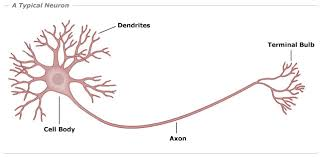 A Typical Neuron
Dendrites
Terminal Bulb
Cell Body
Axon